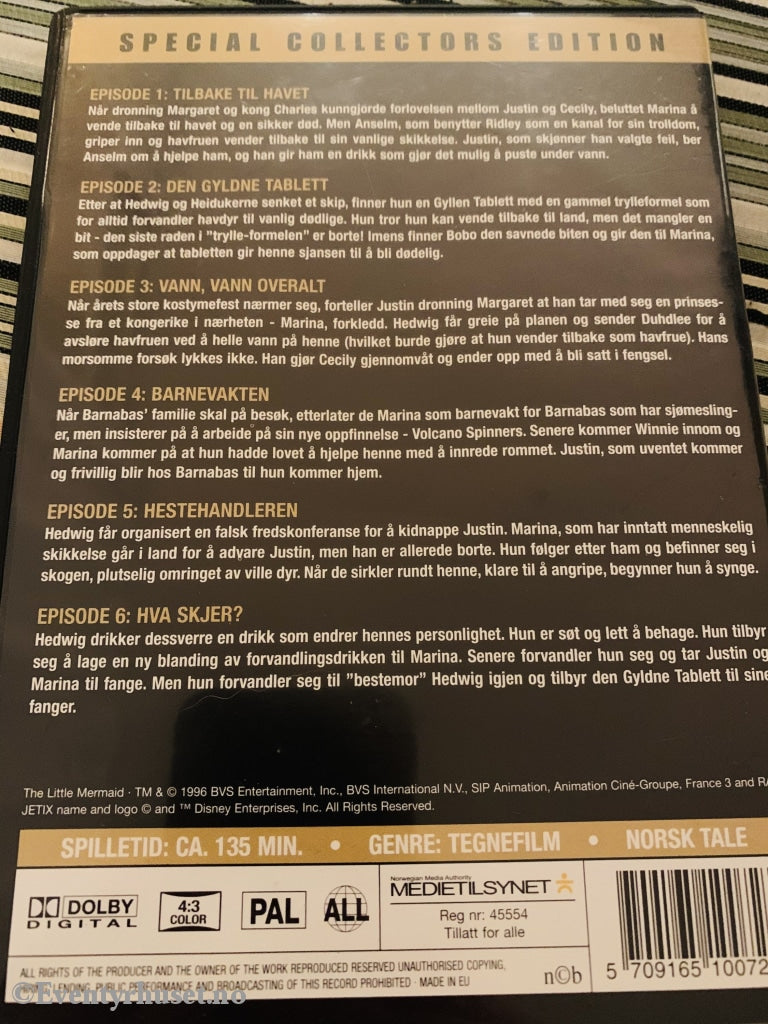 SPECIAL COLLECTORS EDITION
EPISODE 1: TILBAKE TIL HAVET
Når dronning Margaret og kong Charles kunngjorde forlovelsen mellom Justin og Cecily, beluttet Marina å
vende tilbake til havet og en sikker død. Men Anselm, som benytter Ridley som en kanal for sin trolldom,
griper inn og havfruen vender tilbake til sin vanlige skikkelse. Justin, som skjønner han valgte feil, ber
Anselm om å hjelpe ham, og han gir ham en drikk som gjør det mulig å puste under vann.
EPISODE 2: DEN GYLDNE TABLETT
Etter at Hedwig og Heidukerne senket et skip, finner hun en Gyllen Tablett med en gammel trylleformel som
for alltid forvandler havdyr til vanlig dødlige. Hun tror hun kan vende tilbake til land, men det mangler en
bit - den siste raden i "trylle-formelen" er borte! Imens finner Bobo den savnede biten og gir den til Marina,
som oppdager at tabletten gir henne sjansen til å bli dødelig.
EPISODE 3: VANN, VANN OVERALT
Når årets store kostymefest nærmer seg, forteller Justin dronning Margaret at han tar med seg en prinses-
se fra et kongerike i nærheten - Marina, forkledd. Hedwig får greie på planen og sender Duhdlee for å
avsløre havfruen ved å helle vann på henne (hvilket burde gjøre at hun vender tilbake som havfrue). Hans
morsomme forsøk lykkes ikke. Han gjør Cecily gjennomvåt og ender opp med å bli satt i fengsel.
EPISODE 4: BARNEVAKTEN
Når Barnabas' familie skal på besøk, etterlater de Marina som barnevakt for Barnabas som har sjømesling-
er, men insisterer på å arbeide på sin nye oppfinnelse - Volcano Spinners. Senere kommer Winnie innom og
Marina kommer på at hun hadde lovet å hjelpe henne med å innrede rommet. Justin, som uventet kommer
og frivillig blir hos Barnabas til hun kommer hjem.
EPISODE 5: HESTEHANDLEREN
Hedwig får organisert en falsk fredskonferanse for å kidnappe Justin. Marina, som har inntatt menneskelig
skikkelse går i land for å advare Justin, men han er allerede borte. Hun følger etter ham og befinner seg i
skogen, plutselig omringet av ville dyr. Når de sirkler rundt henne, klare til å angripe, begynner hun å synge.
EPISODE 6: HVA SKJER?
Hedwig drikker dessverre en drikk som endrer hennes personlighet. Hun er søt og lett å behage. Hun tilbyr
seg å lage en ny blanding av forvandlingsdrikken til Marina. Senere forvandler hun seg og tar Justin og
Marina til fange. Men hun forvandler seg til "bestemor" Hedwig igjen og tilbyr den Gyldne Tablett til sine
fanger.
The Little Mermaid · TM & © 1996 BVS Entertainment, Inc., BVS International N.V., SIP Animation, Animation Ciné-Groupe, France 3 and
JETIX name and logo © and ™ Disney Enterprises, Inc. All Rights Reserved.
SPILLETID: CA. 135 MIN. • GENRE: TEGNEFILM • NORSK TALE
DOLBY
DIGITAL
4:3
COLOR
PAL
ALL
Norwegian Media Authority
MEDIETILSYNET
Reg nr: 45554
Tillatt for alle
ALL RIGHTS OF THE PRODUCER AND THE OWNER OF THE WORK REPRODUCED RESERVED UNAUTHORISED COPYING,
LENDING, PUBLIC PERFORMANCE AND BROADCASTING OF THIS RECORD PROHIBITED · MADE IN EU
n©b
5 709165 10072
©Eventyrhuset.no